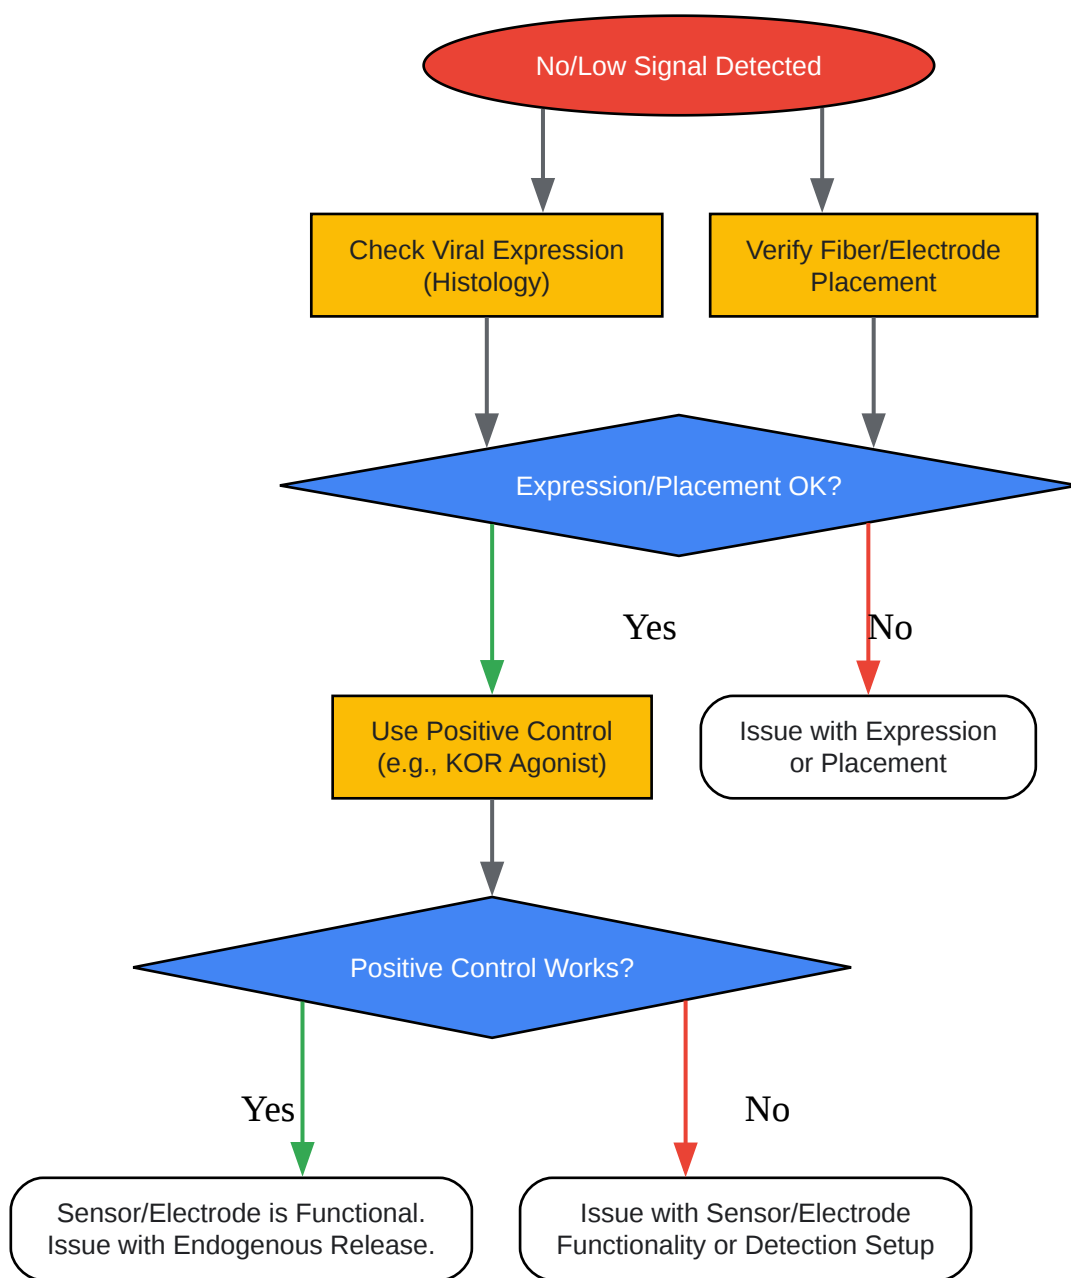 No/Low Signal Detected
Check Viral Expression
(Histology)
Verify Fiber/Electrode
Placement
Expression/Placement OK?
Yes
No
Use Positive Control
(e.g., KOR Agonist)
Issue with Expression
or Placement
Positive Control Works?
Yes
No
Sensor/Electrode is Functional.
Issue with Endogenous Release.
Issue with Sensor/Electrode
Functionality or Detection Setup